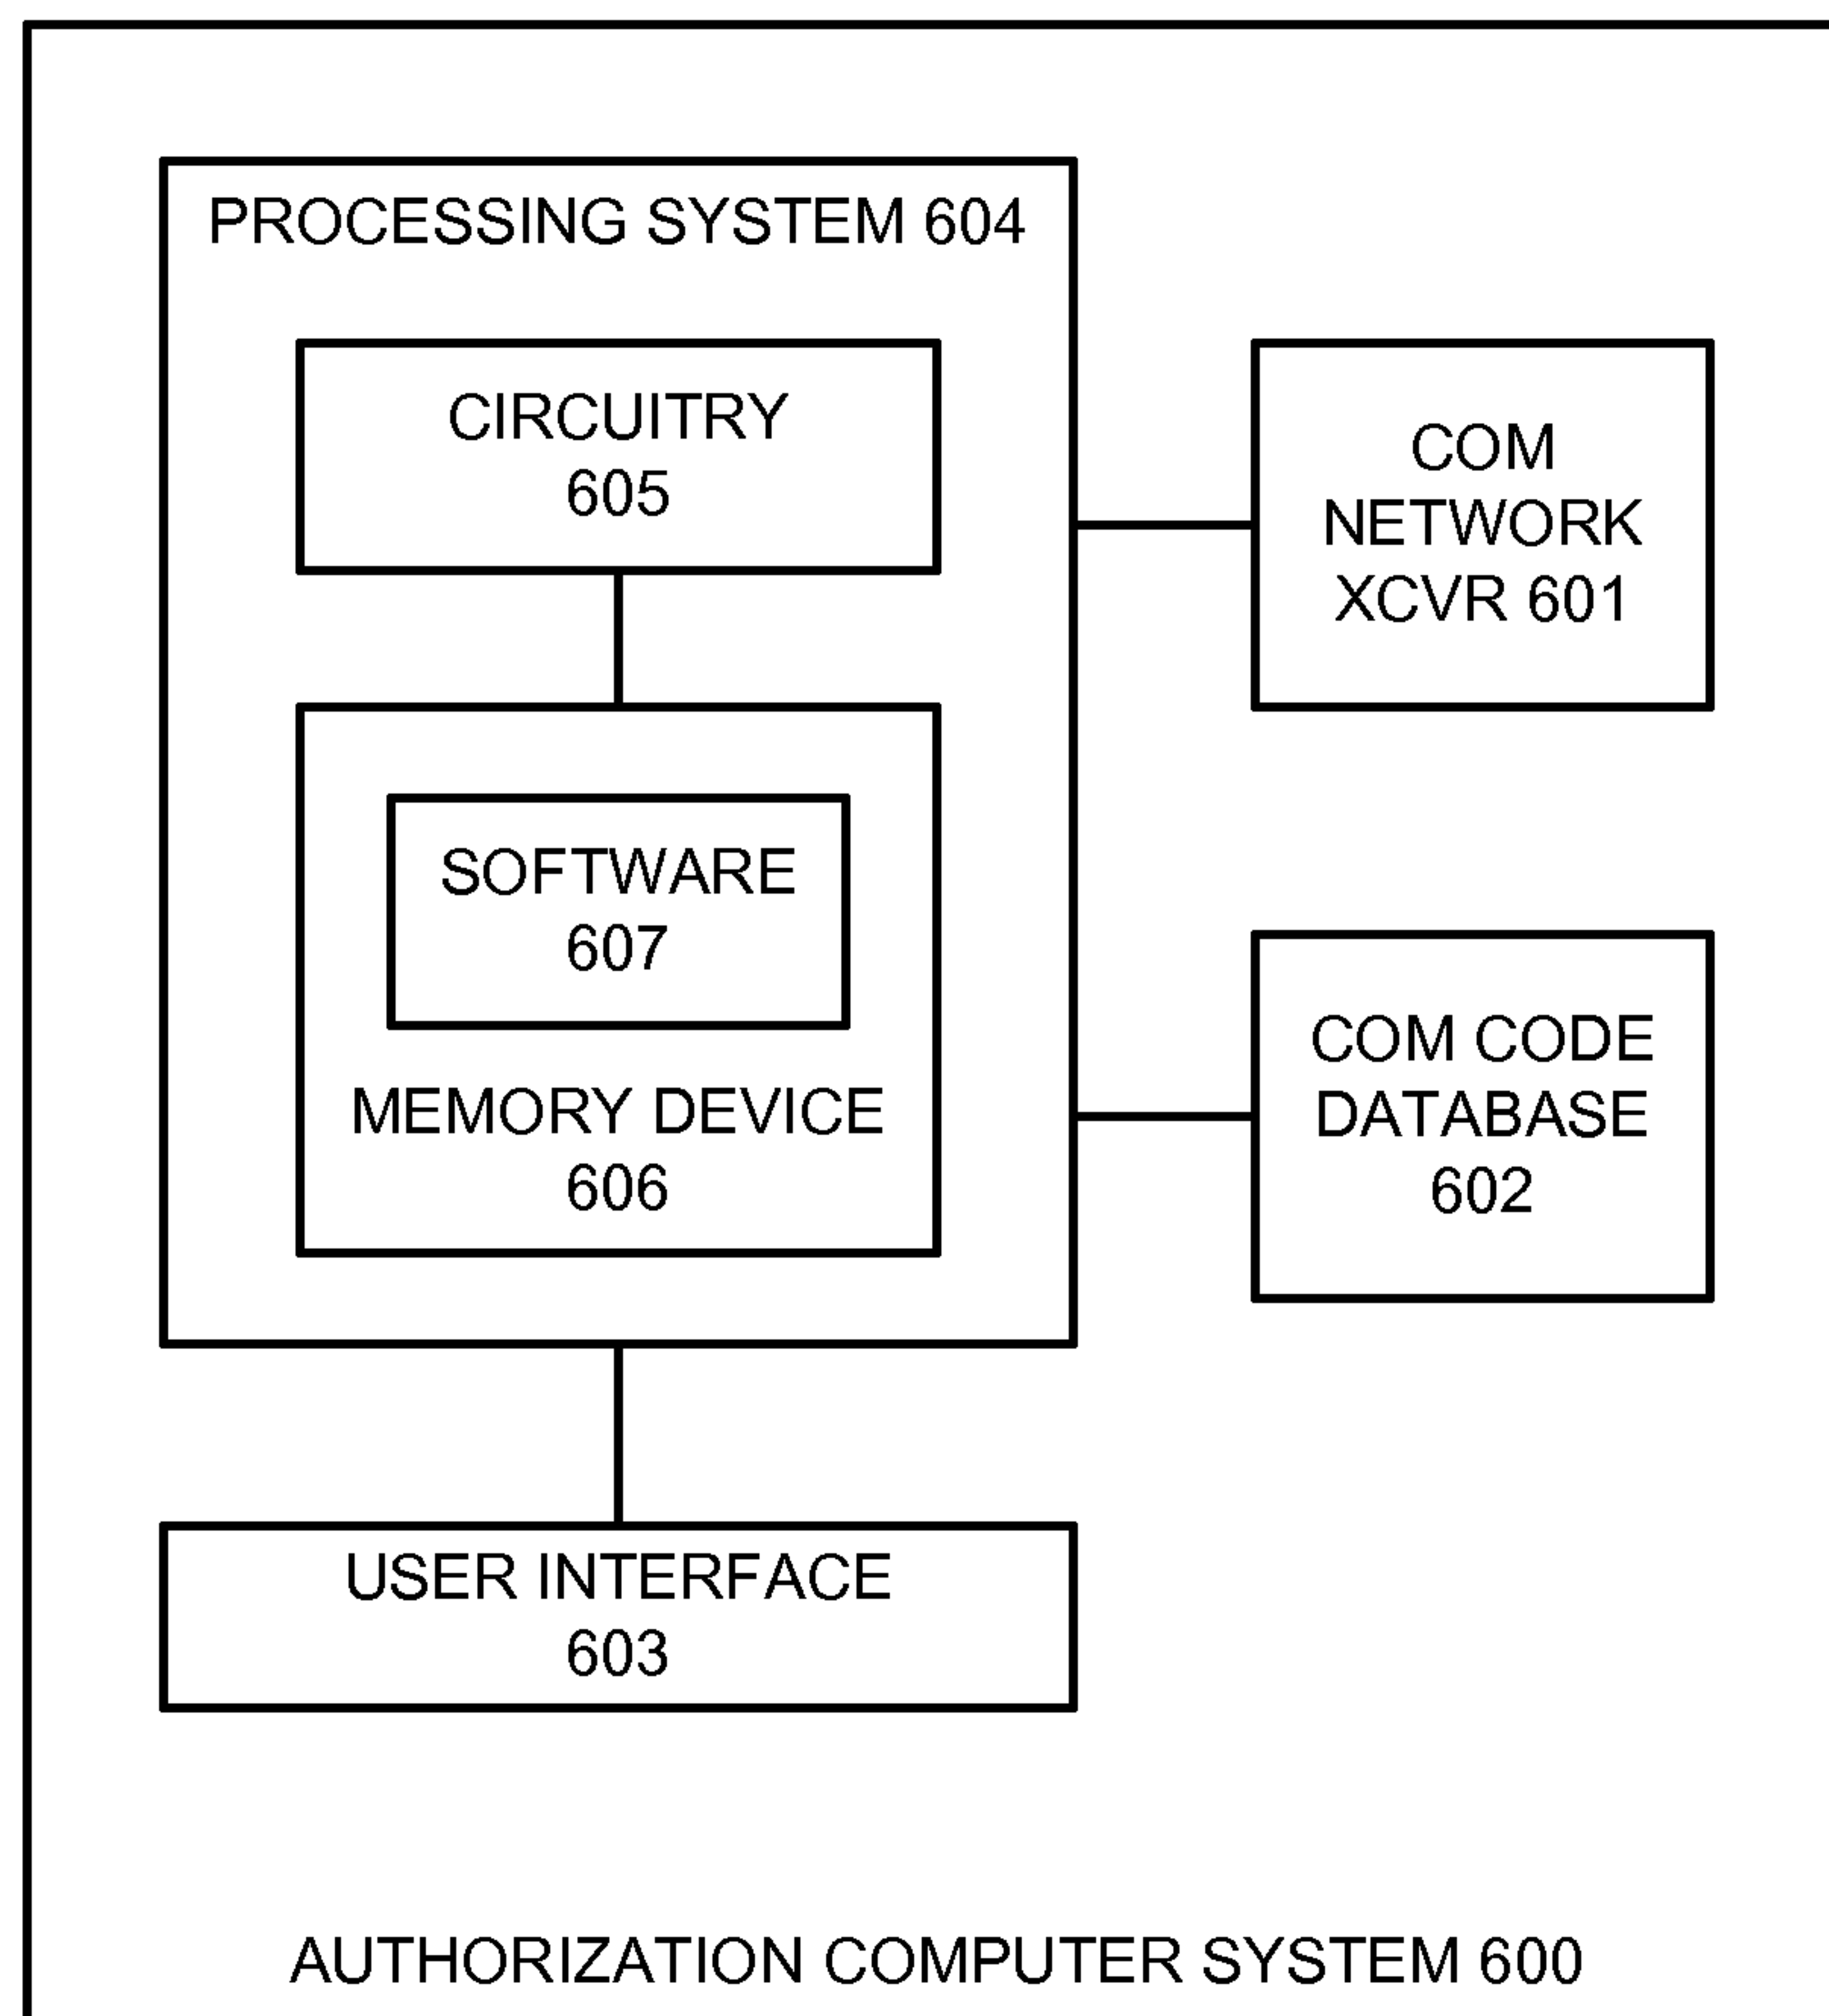 PROCESSING SYSTEM 604
CIRCUITRY
605
SOFTWARE
607
MEMORY DEVICE
606
COM
NETWORK
XCVR 601
COM CODE
DATABASE
602
USER INTERFACE
603
AUTHORIZATION COMPUTER SYSTEM 600